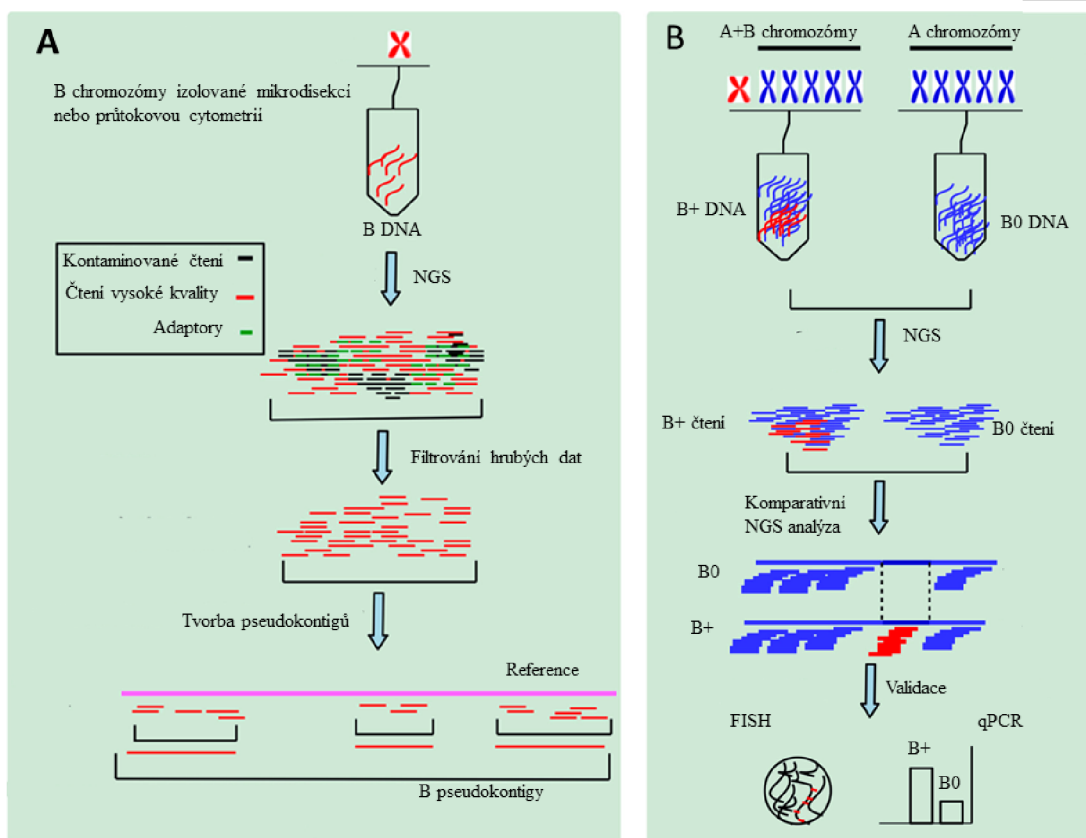 A
B chromozómy izolované mikrodisekcí
nebo průtokovou cytometrií
B DNA
Kontaminované čtení
Čtení vysoké kvality
Adaptory
NGS
Filtrování hrubých dat
Tvorba pseudokontigů
Reference
B pseudokontigy
B
A+B chromozómy
A chromozómy
B+ DNA
B0 DNA
NGS
B+ čtení
B0 čtení
Komparativní
NGS analýza
B0
B+
Validace
FISH
qPCR
B+
B0